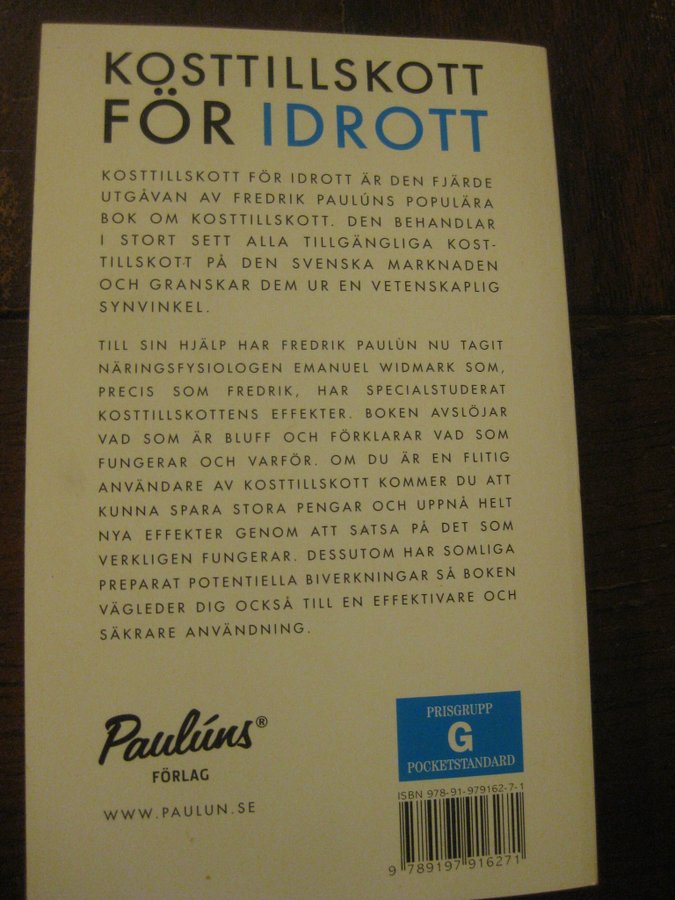 KOSTTILLSKOTT
FÖR IDROTT
KOSTTILLSKOTT FÖR IDROTT ÄR DEN FJÄRDE
UTGÅVAN AV FREDRIK PAULÚNS POPULÄRA
BOK OM KOSTTILLSKOTT. DEN BEHANDLAR
I STORT SETT ALLA TILLGÄNGLIGA KOST-
TILLSKOTT PÅ DEN SVENSKA MARKNADEN
OCH GRANSKAR DEM UR EN VETENSKAPLIG
SYNVINKEL.
TILL SIN HJÄLP HAR FREDRIK PAULÙN NU TAGIT
NÄRINGSFYSIOLOGEN EMANUEL WIDMARK SOM,
PRECIS SOM FREDRIK, HAR SPECIALSTUDERAT
KOSTTILLSKOTTENS EFFEKTER. BOKEN AVSLÖJAR
VAD SOM ÄR BLUFF OCH FÖRKLARAR VAD SOM
FUNGERAR OCH VARFÖR. OM DU ÄR EN FLITIG
ANVÄNDARE AV KOSTTILLSKOTT KOMMER DU ATT
KUNNA SPARA STORA PENGAR OCH UPPNÅ HELT
NYA EFFEKTER GENOM ATT SATSA PÅ DET SOM
VERKLIGEN FUNGERAR. DESSUTOM HAR SOMLIGA
PREPARAT POTENTIELLA BIVERKNINGAR SÅ BOKEN
VÄGLEDER DIG OCKSÅ TILL EN EFFEKTIVARE OCH
SÄKRARE ANVÄNDNING.
Paulúns®
FÖRLAG
WWW.PAULUN.SE
PRISGRUPP
G
POCKETSTANDARD
ISBN 978-91-979162-7-1
9 789197 916271